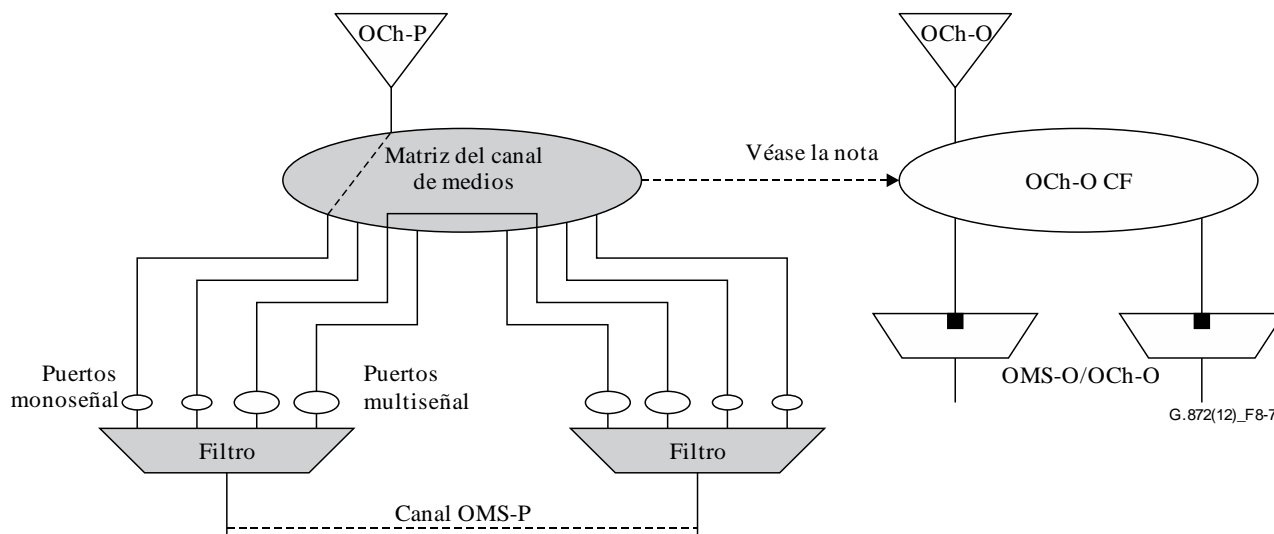 OCh-P
OCh-O
Matriz del canal
de medios
Véase la nota
OCh-O CF
Puertos
monoseñal
Puertos
multiseñal
OMS-O/OCh-O
G.872(12)_F8-7
Filtro
Filtro
Canal OMS-P